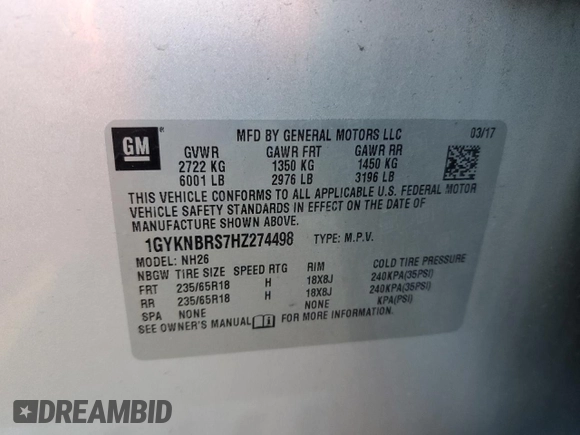 GM®
MFD BY GENERAL MOTORS LLC 03/17
GVWR GAWR FRT GAWR RR
2722 KG 1350 KG 1450 KG
6001 LB 2976 LB 3196 LB
THIS VEHICLE CONFORMS TO ALL APPLICABLE U.S. FEDERAL MOTOR
VEHICLE SAFETY STANDARDS IN EFFECT ON THE DATE OF
MANUFACTURE SHOWN ABOVE.
1GYKNBRS7HZ274498 TYPE: M.P.V.
MODEL: NH26
NBGW TIRE SIZE SPEED RTG RIM COLD TIRE PRESSURE
FRT 235/65R18 H 18X8J 240KPA(35PSI)
RR 235/65R18 H 18X8J 240KPA(35PSI)
SPA NONE NONE KPA(PSI)
SEE OWNER'S MANUAL FOR MORE INFORMATION.
DREAMBID